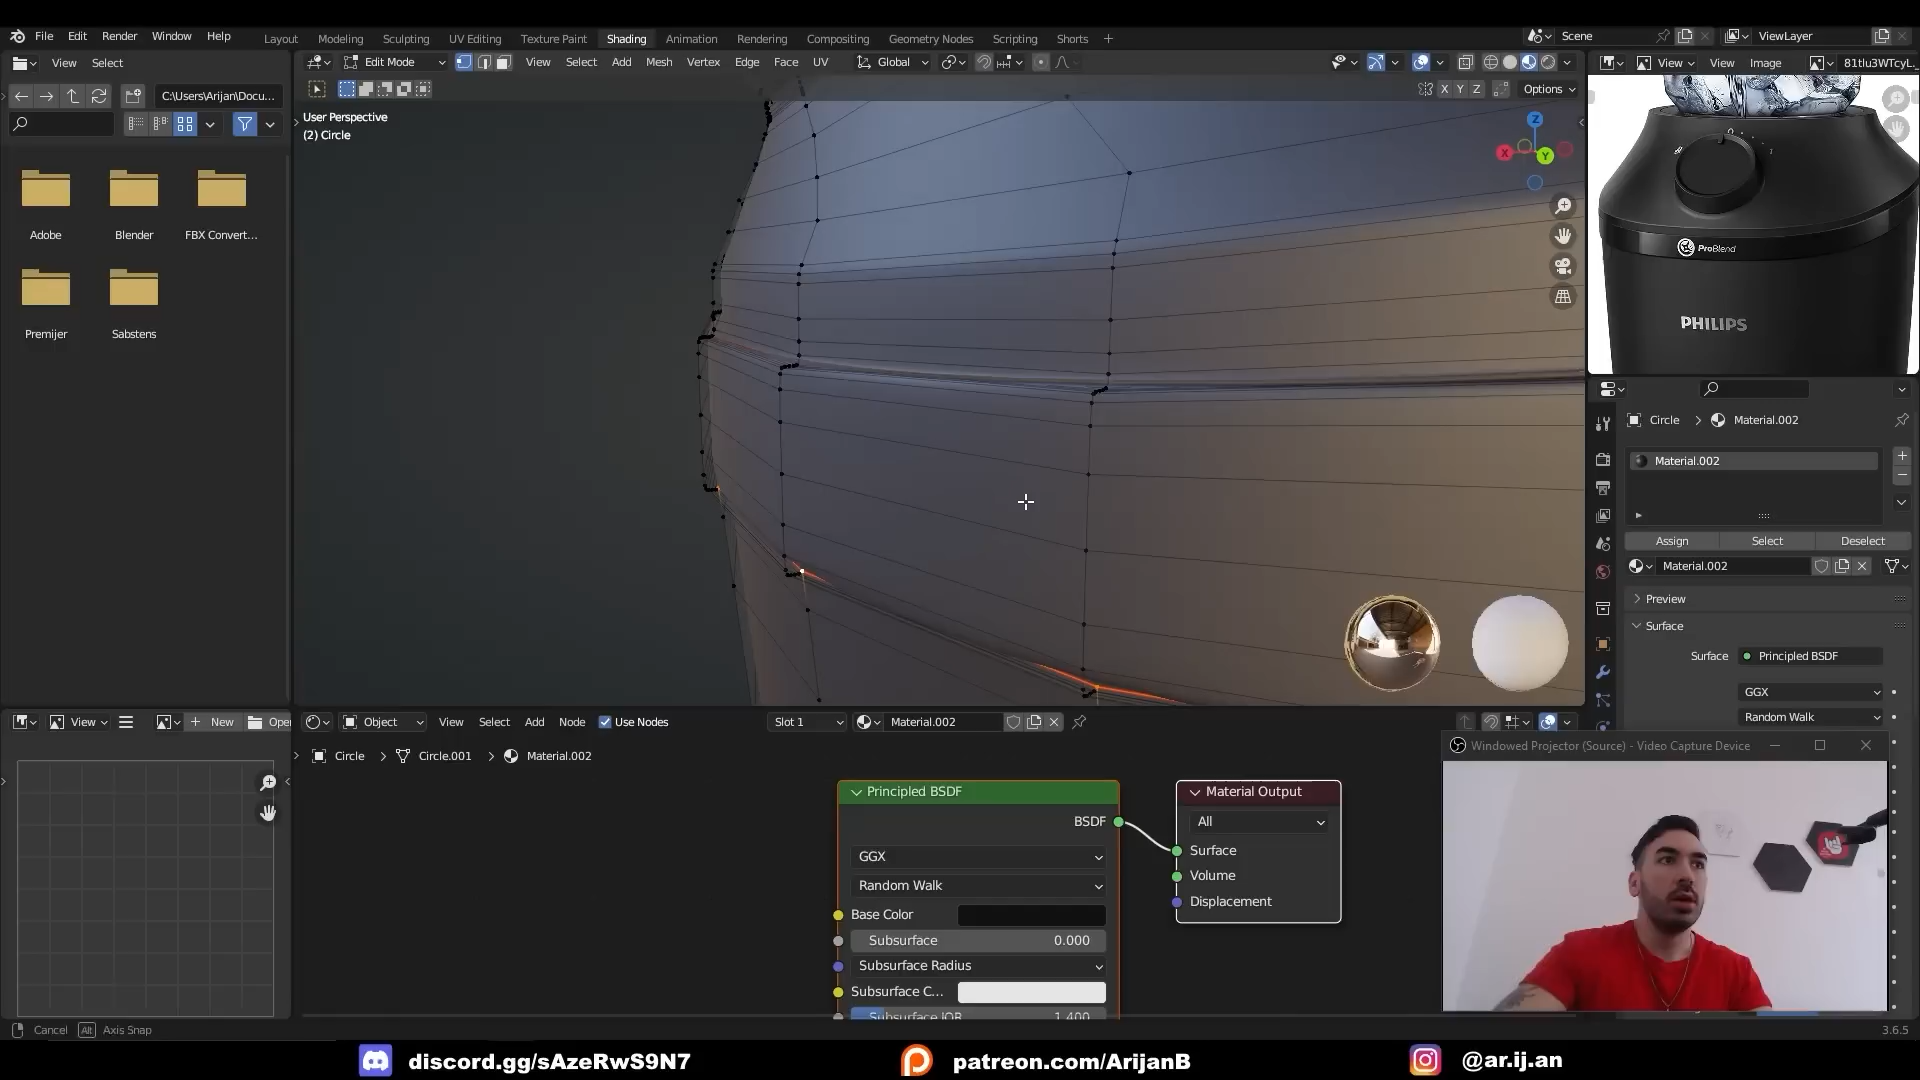 File Edit Render Window Help
Layout Modeling Sculpting UV Editing Texture Paint Shading Animation Rendering Compositing Geometry Nodes Scripting Shorts +
Scene
ViewLayer
View Select
Edit Mode View Select Add Mesh Vertex Edge Face UV Global
View View Image 81tlu3WTcyL.
C:\Users\Arijan\Docu...
X Y Z Options
User Perspective
(2) Circle
Z
X Y
Adobe Blender FBX Convert...
Premijer Sabstens
ProBlend
PHILIPS
Circle > Material.002
Material.002
Assign Select Deselect
Material.002
Preview
Surface
Surface Principled BSDF
GGX
Random Walk
View + New Open
Object View Select Add Node Use Nodes Slot 1 Material.002
Circle > Circle.001 > Material.002
Windowed Projector (Source) - Video Capture Device
Principled BSDF
BSDF
GGX
Random Walk
Base Color
Subsurface 0.000
Subsurface Radius
Subsurface C...
Subsurface IOR 1.400
Material Output
All
Surface
Volume
Displacement
Cancel Alt Axis Snap
3.6.5
discord.gg/sAzeRwS9N7
patreon.com/ArijanB
@ar.ij.an